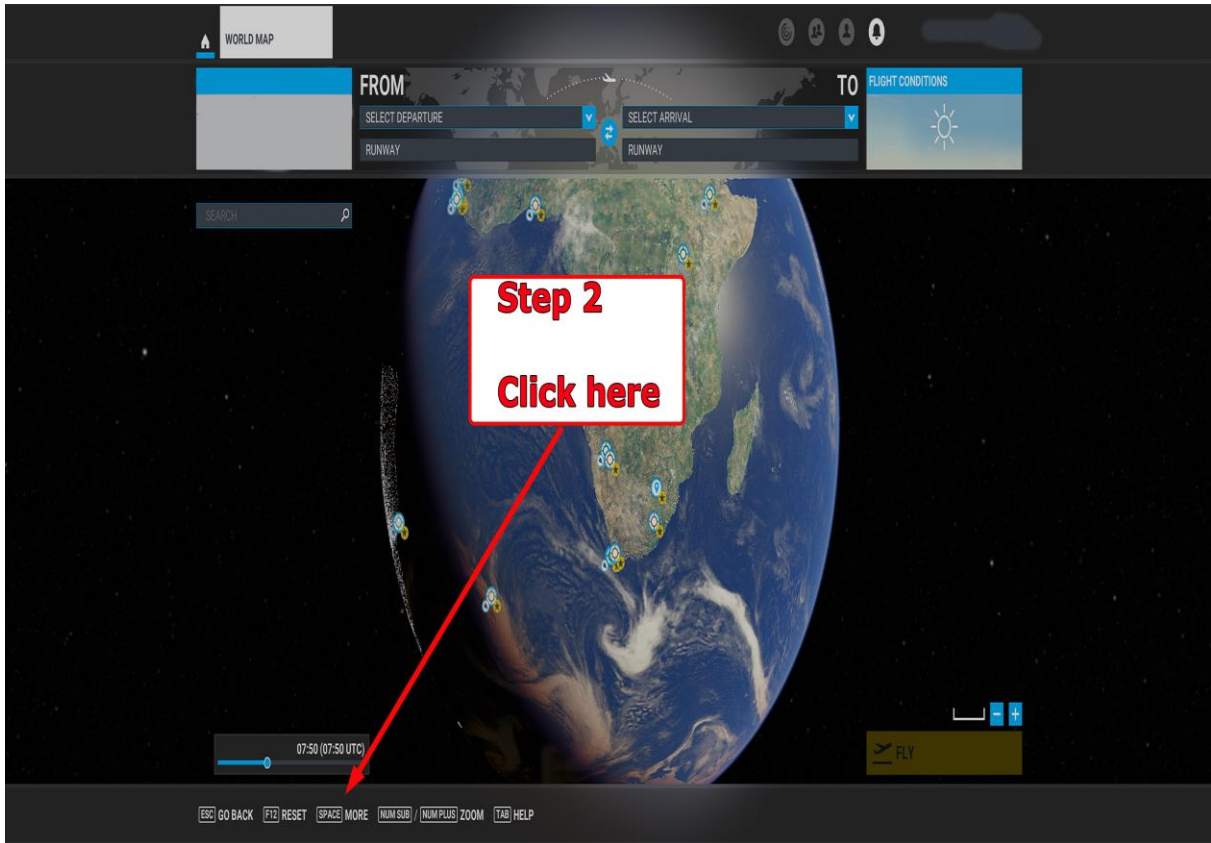 WORLD MAP
FROM
TO
FLIGHT CONDITIONS
SELECT DEPARTURE
SELECT ARRIVAL
RUNWAY
RUNWAY
SEARCH
Step 2
Click here
07:50 (07:50 UTC)
FLY
ESC GO BACK F12 RESET SPACE MORE NUM SUB / NUM PLUS ZOOM TAB HELP